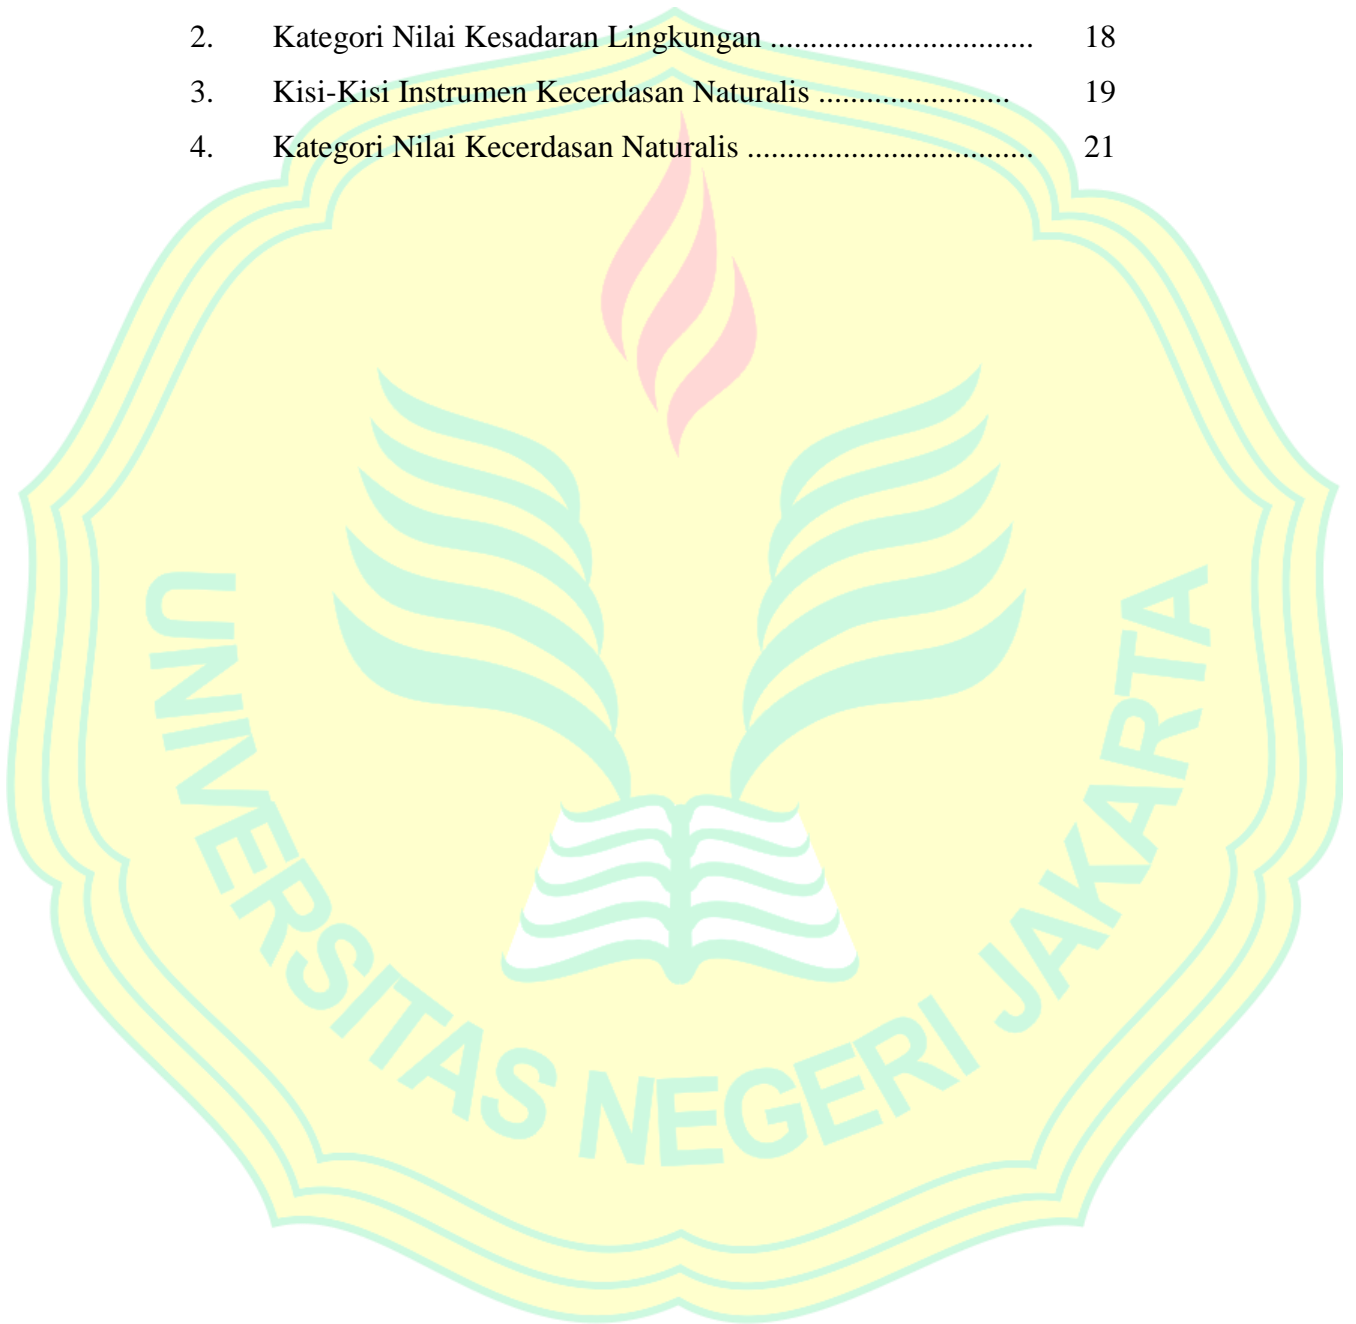 2. Kategori Nilai Kesadaran Lingkungan ................................. 18
3. Kisi-Kisi Instrumen Kecerdasan Naturalis ........................ 19
4. Kategori Nilai Kecerdasan Naturalis .................................... 21
UNIVERSITAS NEGERI JAKARTA